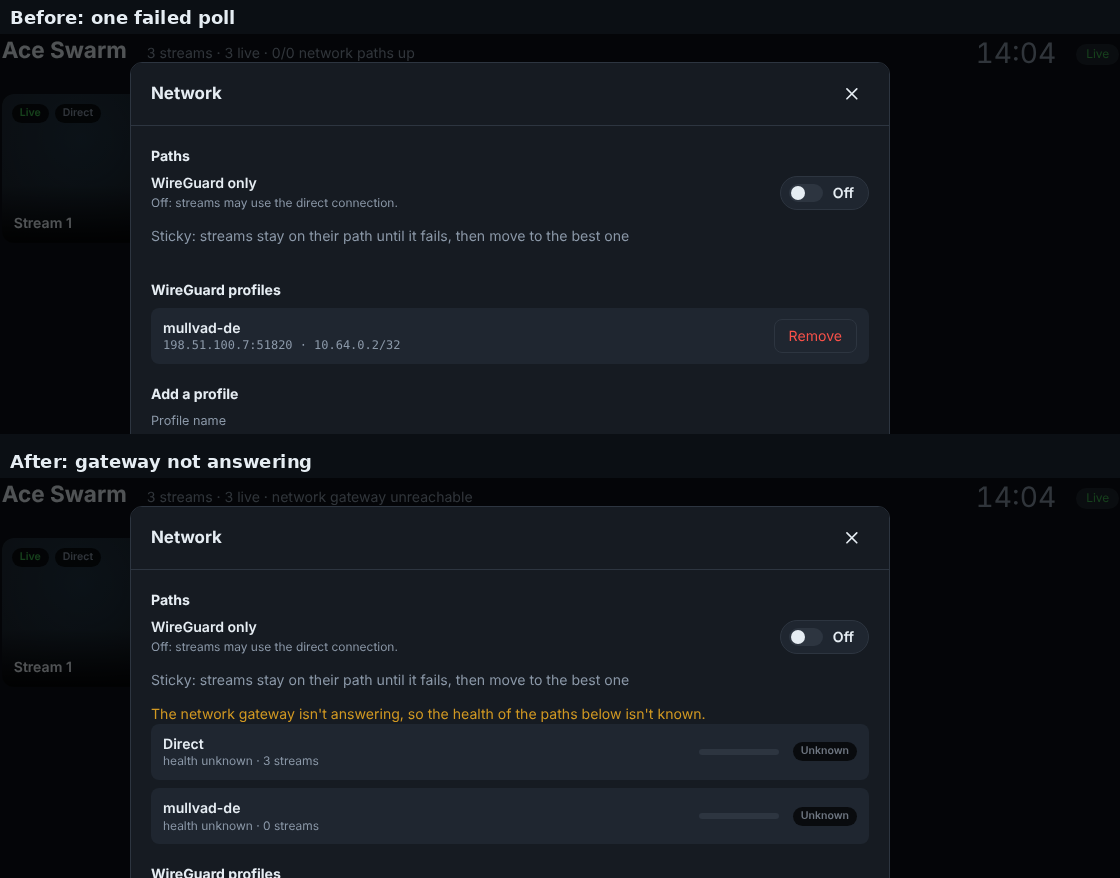 Before: one failed poll
Ace Swarm 3 streams · 3 live · 0/0 network paths up 14:04 Live
Network
Live Direct
Paths
WireGuard only
Off: streams may use the direct connection.
Off
Stream 1
Sticky: streams stay on their path until it fails, then move to the best one
WireGuard profiles
mullvad-de
198.51.100.7:51820 · 10.64.0.2/32
Remove
Add a profile
Profile name
After: gateway not answering
Ace Swarm 3 streams · 3 live · network gateway unreachable 14:04 Live
Network
Live Direct
Paths
WireGuard only
Off: streams may use the direct connection.
Off
Stream 1
Sticky: streams stay on their path until it fails, then move to the best one
The network gateway isn't answering, so the health of the paths below isn't known.
Direct
health unknown · 3 streams
Unknown
mullvad-de
health unknown · 0 streams
Unknown
WireGuard profiles